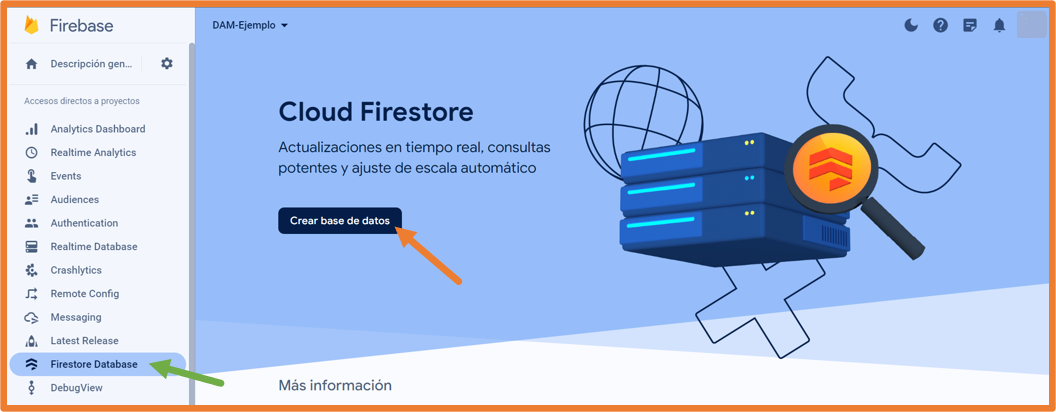 Firebase
DAM-Ejemplo
Descripción gen...
Accesos directos a proyectos
Analytics Dashboard
Realtime Analytics
Events
Audiences
Authentication
Realtime Database
Crashlytics
Remote Config
Messaging
Latest Release
Firestore Database
DebugView
Cloud Firestore
Actualizaciones en tiempo real, consultas
potentes y ajuste de escala automático
Crear base de datos
Más información